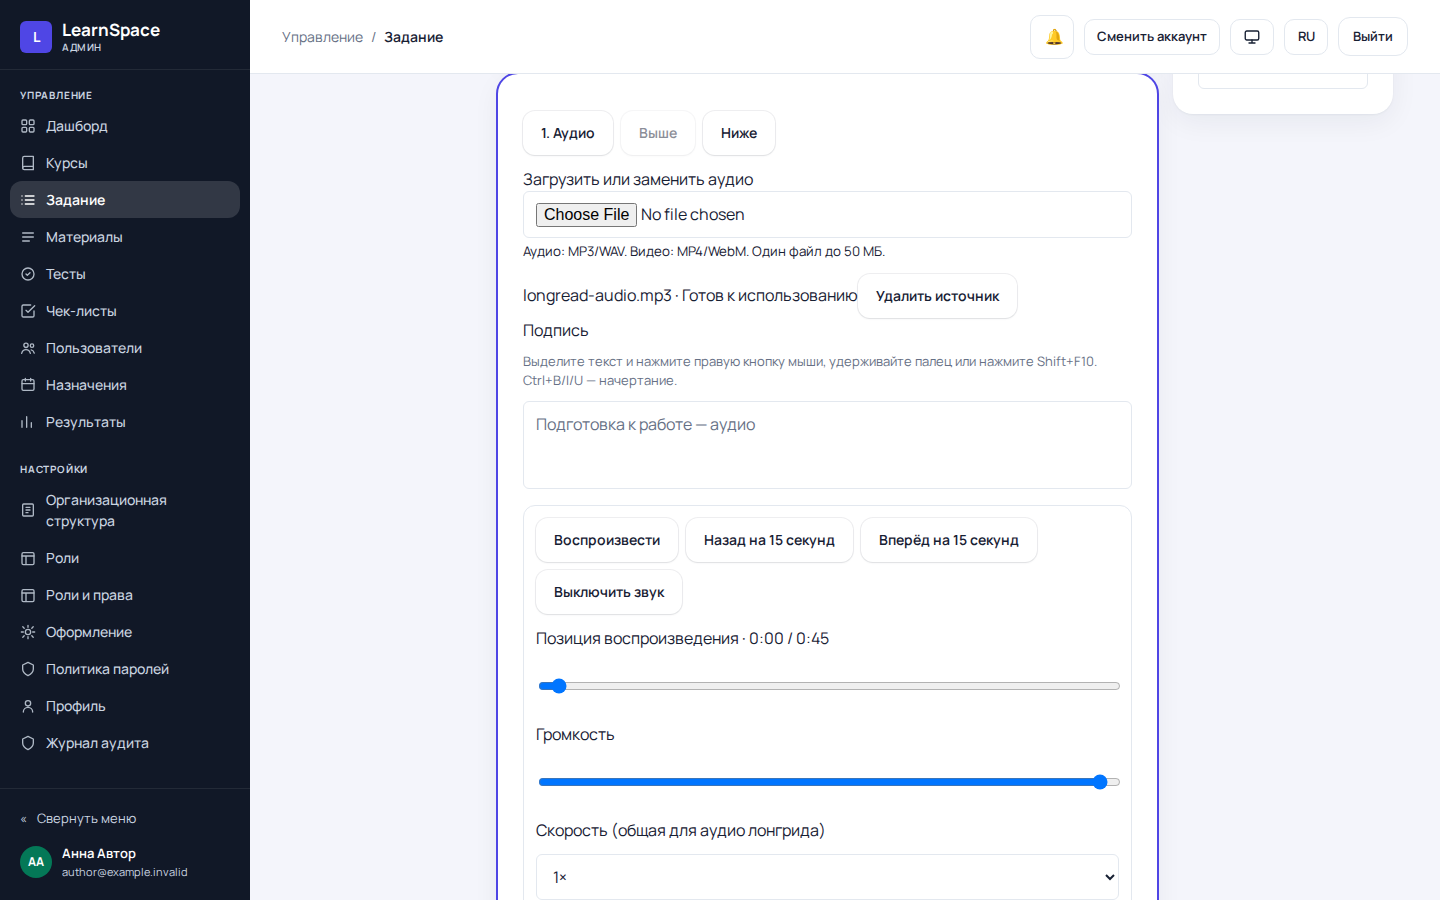 L
LearnSpace
АДМИН
УПРАВЛЕНИЕ
Дашборд
Курсы
Задание
Материалы
Тесты
Чек-листы
Пользователи
Назначения
Результаты
НАСТРОЙКИ
Организационная
структура
Роли
Роли и права
Оформление
Политика паролей
Профиль
Журнал аудита
« Свернуть меню
AA
Анна Автор
author@example.invalid
Управление / Задание
Сменить аккаунт
RU
Выйти
1. Аудио
Выше
Ниже
Загрузить или заменить аудио
Choose File No file chosen
Аудио: MP3/WAV. Видео: MP4/WebM. Один файл до 50 МБ.
longread-audio.mp3 · Готов к использованию
Удалить источник
Подпись
Выделите текст и нажмите правую кнопку мыши, удерживайте палец или нажмите Shift+F10.
Ctrl+B/I/U — начертание.
Подготовка к работе — аудио
Воспроизвести
Назад на 15 секунд
Вперёд на 15 секунд
Выключить звук
Позиция воспроизведения · 0:00 / 0:45
Громкость
Скорость (общая для аудио лонгрида)
1×